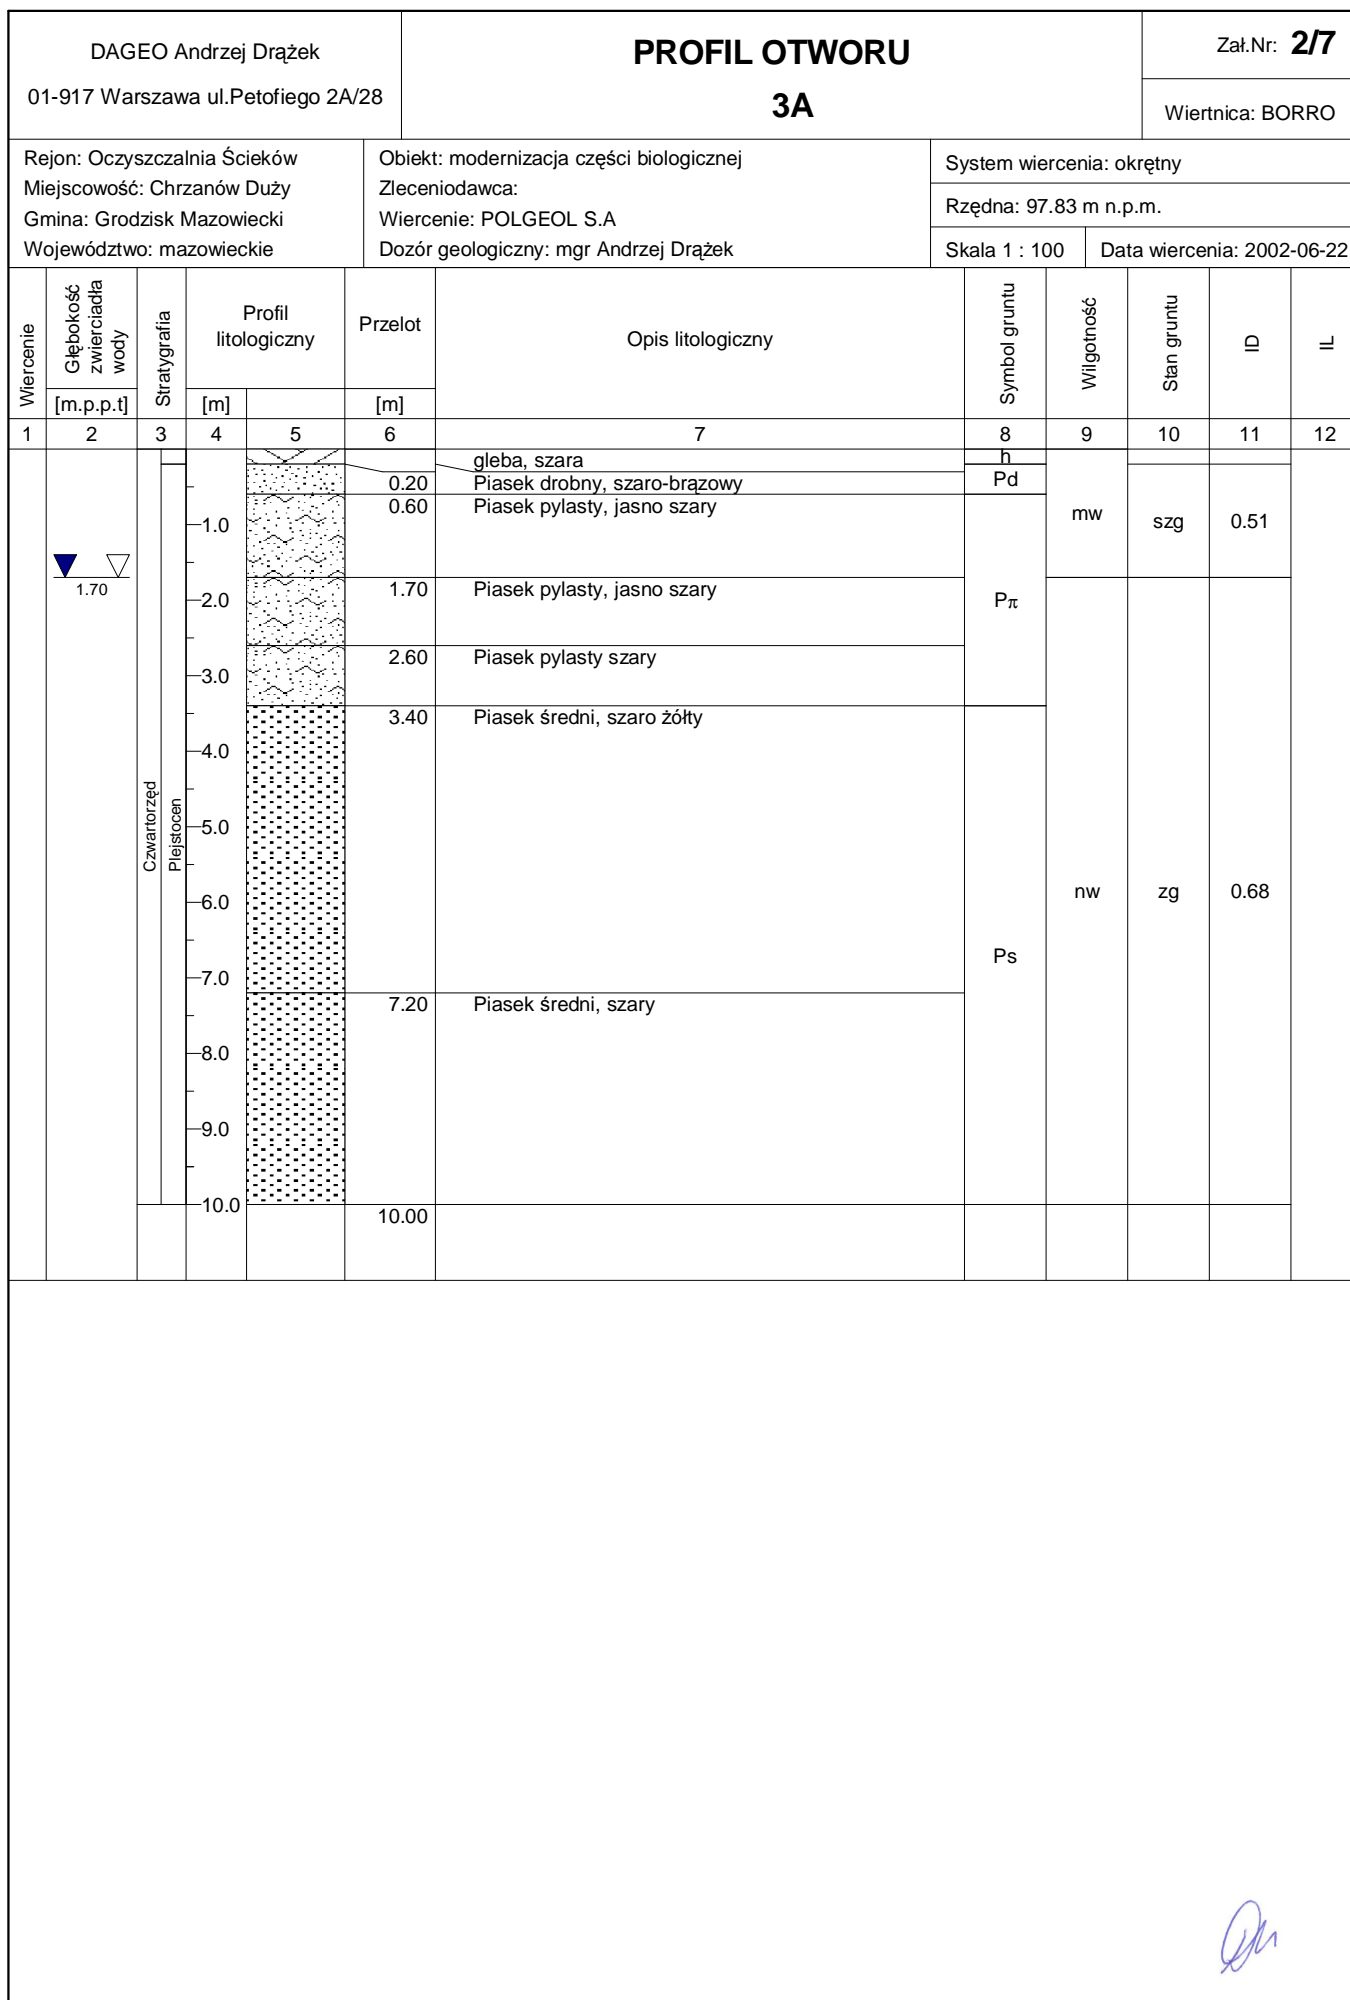 DAGEO Andrzej Drążek
01-917 Warszawa ul.Petofiego 2A/28
PROFIL OTWORU
3A
Zał.Nr: 2/7
Wiertnica: BORRO
Rejon: Oczyszczalnia Ścieków
Miejscowość: Chrzanów Duży
Gmina: Grodzisk Mazowiecki
Województwo: mazowieckie
Obiekt: modernizacja części biologicznej
Zleceniodawca:
Wiercenie: POLGEOL S.A
Dozór geologiczny: mgr Andrzej Drążek
System wiercenia: okrętny
Rzędna: 97.83 m n.p.m.
Skala 1 : 100
Data wiercenia: 2002-06-22
Wiercenie
Głębokość
zwierciadła
wody
[m.p.p.t]
Stratygrafia
Profil
litologiczny
[m]
Przelot
[m]
Opis litologiczny
Symbol gruntu
Wilgotność
Stan gruntu
ID
IL
1 2 3 4 5 6 7 8 9 10 11 12
gleba, szara
h
0.20 Piasek drobny, szaro-brązowy
Pd
0.60 Piasek pylasty, jasno szary
1.0
mw szg 0.51
1.70
1.70 Piasek pylasty, jasno szary
2.0
Pπ
2.60 Piasek pylasty szary
3.0
3.40 Piasek średni, szaro żółty
4.0
Czwartorzęd
Plejstocen
5.0
6.0
nw zg 0.68
Ps
7.0
7.20 Piasek średni, szary
8.0
9.0
10.0
10.00